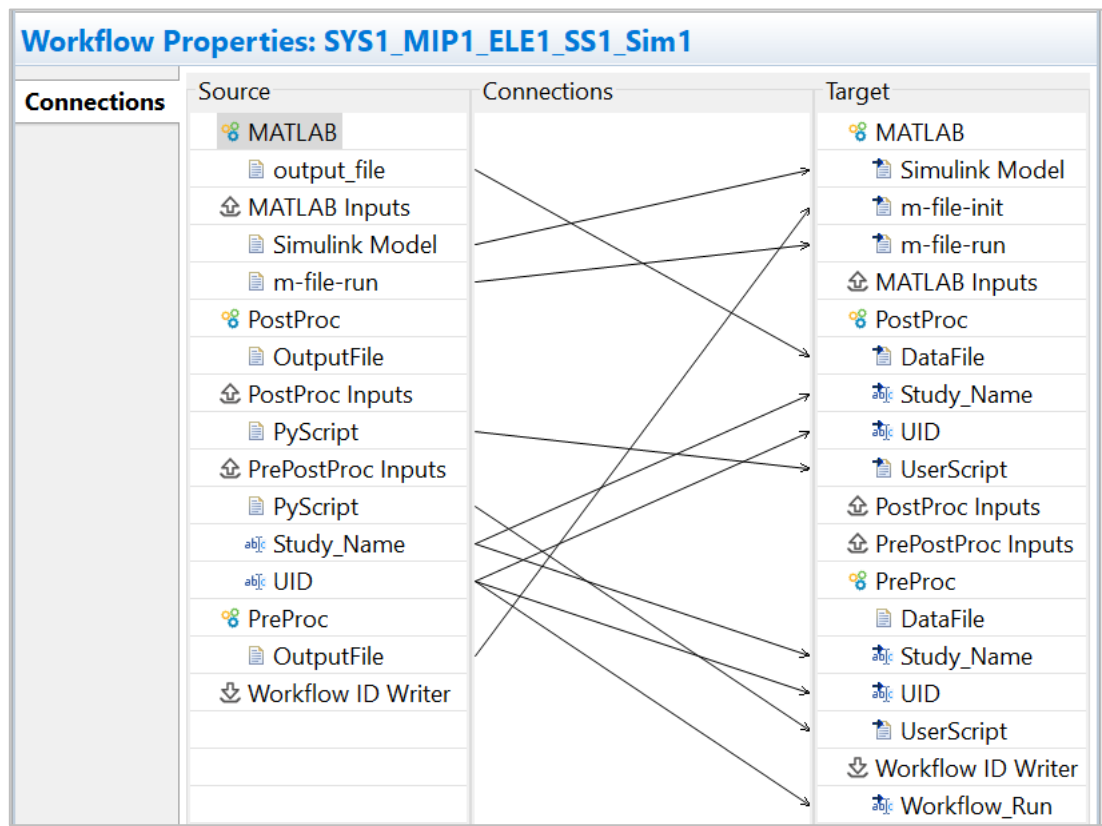 Workflow Properties: SYS1_MIP1_ELE1_SS1_Sim1
Connections
Source
MATLAB
output_file
MATLAB Inputs
Simulink Model
m-file-run
PostProc
OutputFile
PostProc Inputs
PyScript
PrePostProc Inputs
PyScript
Study_Name
UID
PreProc
OutputFile
Workflow ID Writer
Connections
Target
MATLAB
Simulink Model
m-file-init
m-file-run
MATLAB Inputs
PostProc
DataFile
Study_Name
UID
UserScript
PostProc Inputs
PrePostProc Inputs
PreProc
DataFile
Study_Name
UID
UserScript
Workflow ID Writer
Workflow_Run